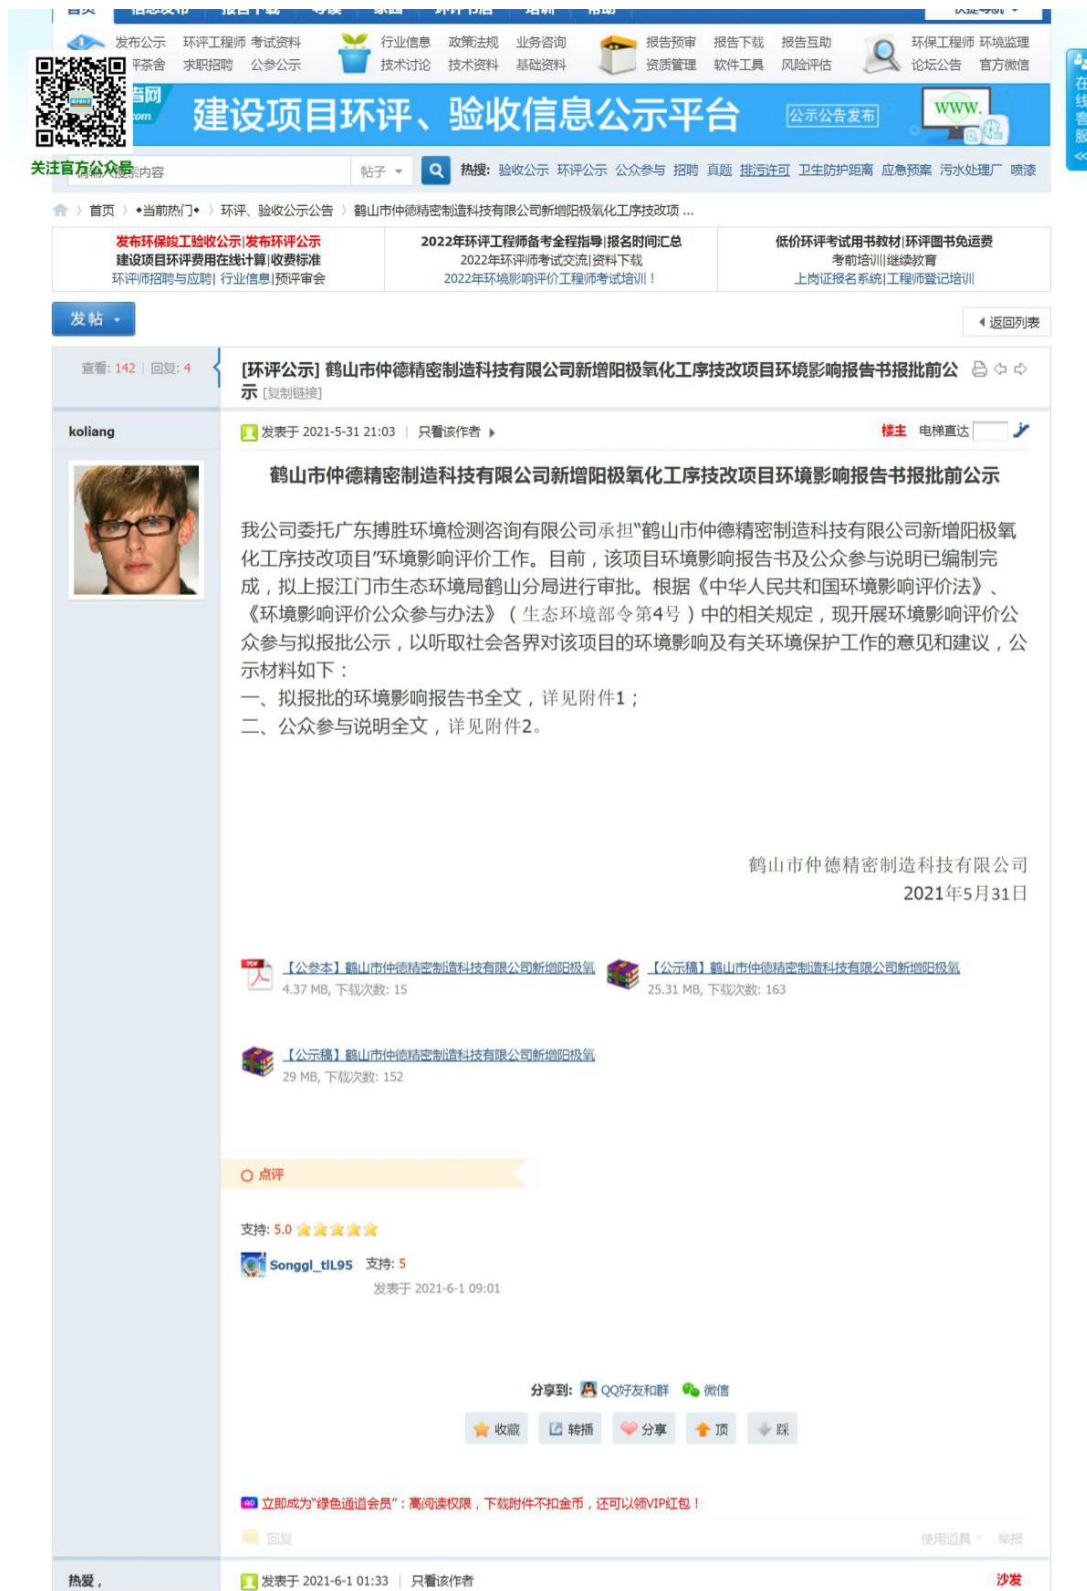 发布公示 环评工程师 考试资料 行业信息 政策法规 业务咨询 报告预审 报告下载 报告互助 环保工程师 环境监理
评茶舍 求职招聘 公参公示 技术讨论 技术资料 基础资料 资质管理 软件工具 风险评估 论坛公告 官方微信
在线客服
建设项目环评、验收信息公示平台 公示公告发布 WWW.
关注官方公众号
帖子 热搜: 验收公示 环评公示 公众参与 招聘 真题 排污许可 卫生防护距离 应急预案 污水处理厂 喷漆
首页 •当前热门• 环评、验收公示公告 鹤山市仲德精密制造科技有限公司新增阳极氧化工序技改项 ...
发布环保竣工验收公示|发布环评公示 2022年环评工程师备考全程指导|报名时间汇总 低价环评考试用书教材|环评图书免运费
建设项目环评费用在线计算|收费标准 2022年环评师考试交流|资料下载 考前培训|继续教育
环评师招聘与应聘| 行业信息|预评审会 2022年环境影响评价工程师考试培训！ 上岗证报名系统|工程师登记培训
发帖 返回列表
查看: 142 | 回复: 4
[环评公示] 鹤山市仲德精密制造科技有限公司新增阳极氧化工序技改项目环境影响报告书报批前公
示 [复制链接]
koliang
发表于 2021-5-31 21:03 | 只看该作者 楼主 电梯直达
鹤山市仲德精密制造科技有限公司新增阳极氧化工序技改项目环境影响报告书报批前公示
我公司委托广东搏胜环境检测咨询有限公司承担“鹤山市仲德精密制造科技有限公司新增阳极氧
化工序技改项目”环境影响评价工作。目前，该项目环境影响报告书及公众参与说明已编制完
成，拟上报江门市生态环境局鹤山分局进行审批。根据《中华人民共和国环境影响评价法》、
《环境影响评价公众参与办法》（生态环境部令第4号）中的相关规定，现开展环境影响评价公
众参与拟报批公示，以听取社会各界对该项目的环境影响及有关环境保护工作的意见和建议，公
示材料如下：
一、拟报批的环境影响报告书全文，详见附件1；
二、公众参与说明全文，详见附件2。
鹤山市仲德精密制造科技有限公司
2021年5月31日
【公参本】鹤山市仲德精密制造科技有限公司新增阳极氧 【公示稿】鹤山市仲德精密制造科技有限公司新增阳极氧
4.37 MB, 下载次数: 15 25.31 MB, 下载次数: 163
【公示稿】鹤山市仲德精密制造科技有限公司新增阳极氧
29 MB, 下载次数: 152
点评
支持: 5.0
Songgl_tlL95 支持: 5
发表于 2021-6-1 09:01
分享到: QQ好友和群 微信
收藏 转播 分享 顶 踩
AD 立即成为“绿色通道会员”：高阅读权限，下载附件不扣金币，还可以领VIP红包！
回复 使用道具 举报
热爱， 发表于 2021-6-1 01:33 | 只看该作者 沙发